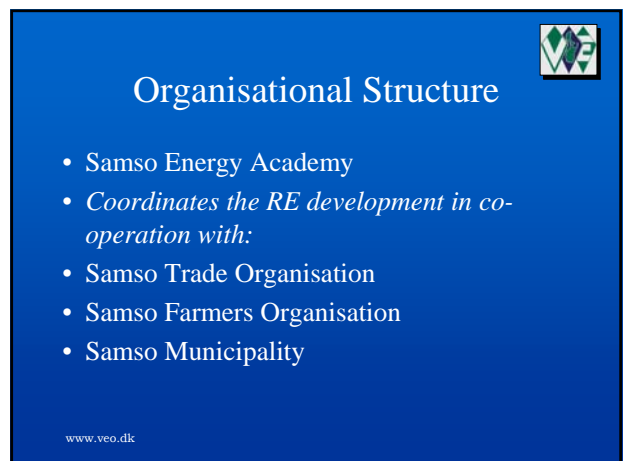 Organisational Structure
• Samso Energy Academy
• Coordinates the RE development in co-
operation with:
• Samso Trade Organisation
• Samso Farmers Organisation
• Samso Municipality
www.veo.dk